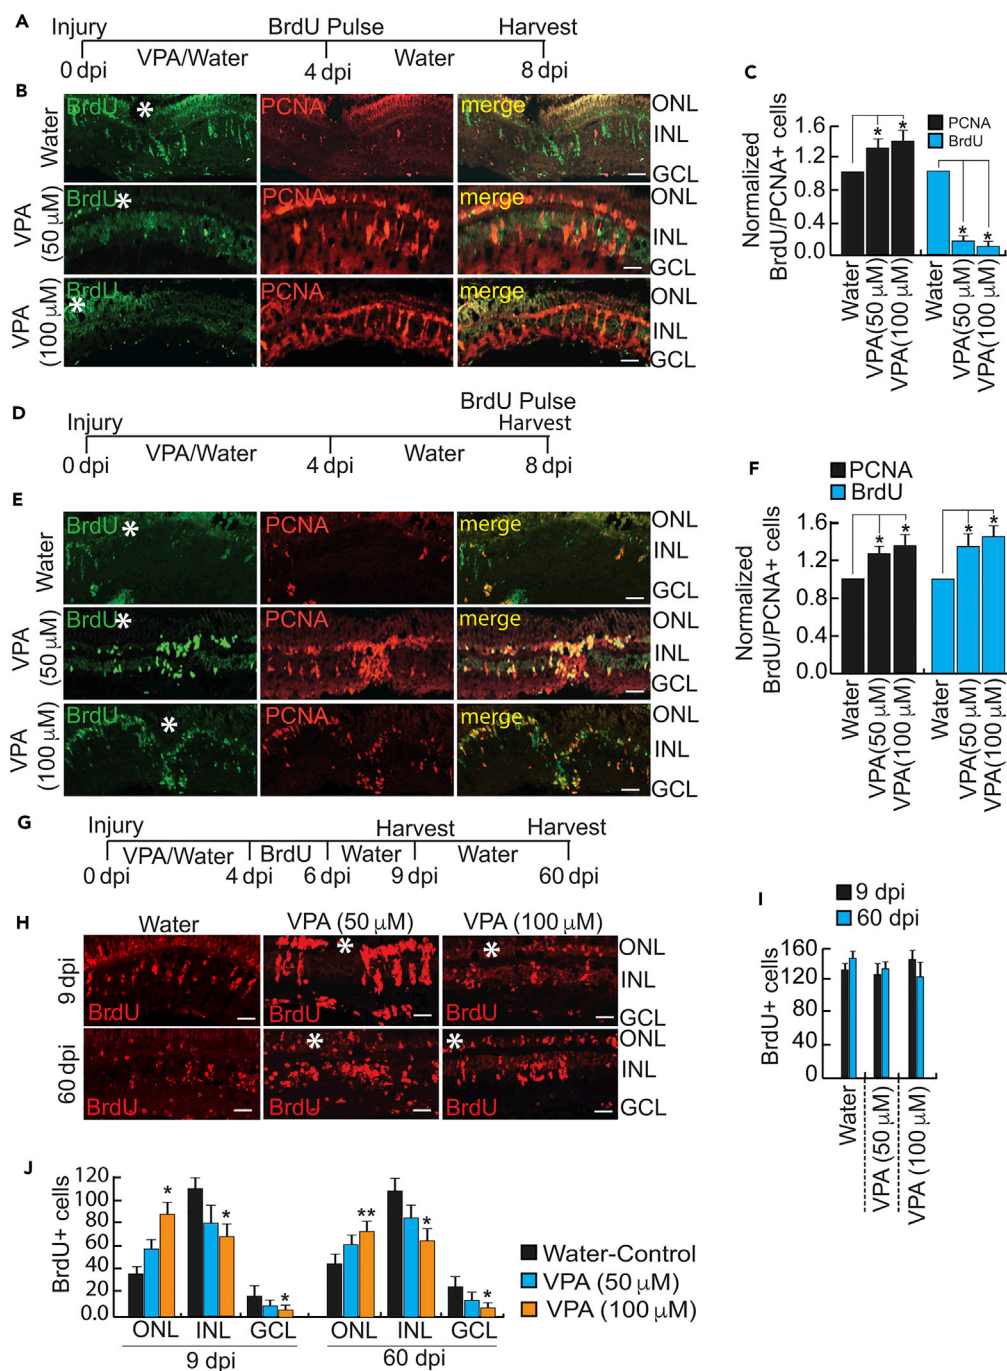 A
Injury BrdU Pulse Harvest
VPA/Water Water
0 dpi 4 dpi 8 dpi
B
Water
BrdU * PCNA merge ONL
INL
GCL
VPA
(50 µM)
BrdU * PCNA merge ONL
INL
GCL
VPA
(100 µM)
BrdU * PCNA merge ONL
INL
GCL
C
PCNA
BrdU
Normalized
BrdU/PCNA+ cells
1.6
1.2
0.8
0.4
0.0
* * * *
Water
VPA(50 µM)
VPA(100 µM)
Water
VPA(50 µM)
VPA(100 µM)
D
BrdU Pulse
Injury Harvest
VPA/Water Water
0 dpi 4 dpi 8 dpi
E
Water
BrdU * PCNA merge ONL
INL
GCL
VPA
(50 µM)
BrdU * PCNA merge ONL
INL
GCL
VPA
(100 µM)
BrdU * PCNA merge ONL
INL
GCL
F
PCNA
BrdU
Normalized
BrdU/PCNA+ cells
1.6
1.2
0.8
0.4
0.0
* * * *
Water
VPA(50 µM)
VPA(100 µM)
Water
VPA(50 µM)
VPA(100 µM)
G
Injury Harvest Harvest
VPA/Water BrdU Water Water
0 dpi 4 dpi 6 dpi 9 dpi 60 dpi
H
Water VPA (50 µM) VPA (100 µM)
9 dpi
* * ONL
INL
BrdU BrdU BrdU GCL
60 dpi
* * ONL
INL
BrdU BrdU BrdU GCL
I
9 dpi
60 dpi
BrdU+ cells
160
120
80
40
0
Water
VPA (50 µM)
VPA (100 µM)
J
BrdU+ cells
120
100
80
60
40
20
0.0
* * * ** * *
ONL INL GCL ONL INL GCL
9 dpi 60 dpi
Water-Control
VPA (50 µM)
VPA (100 µM)